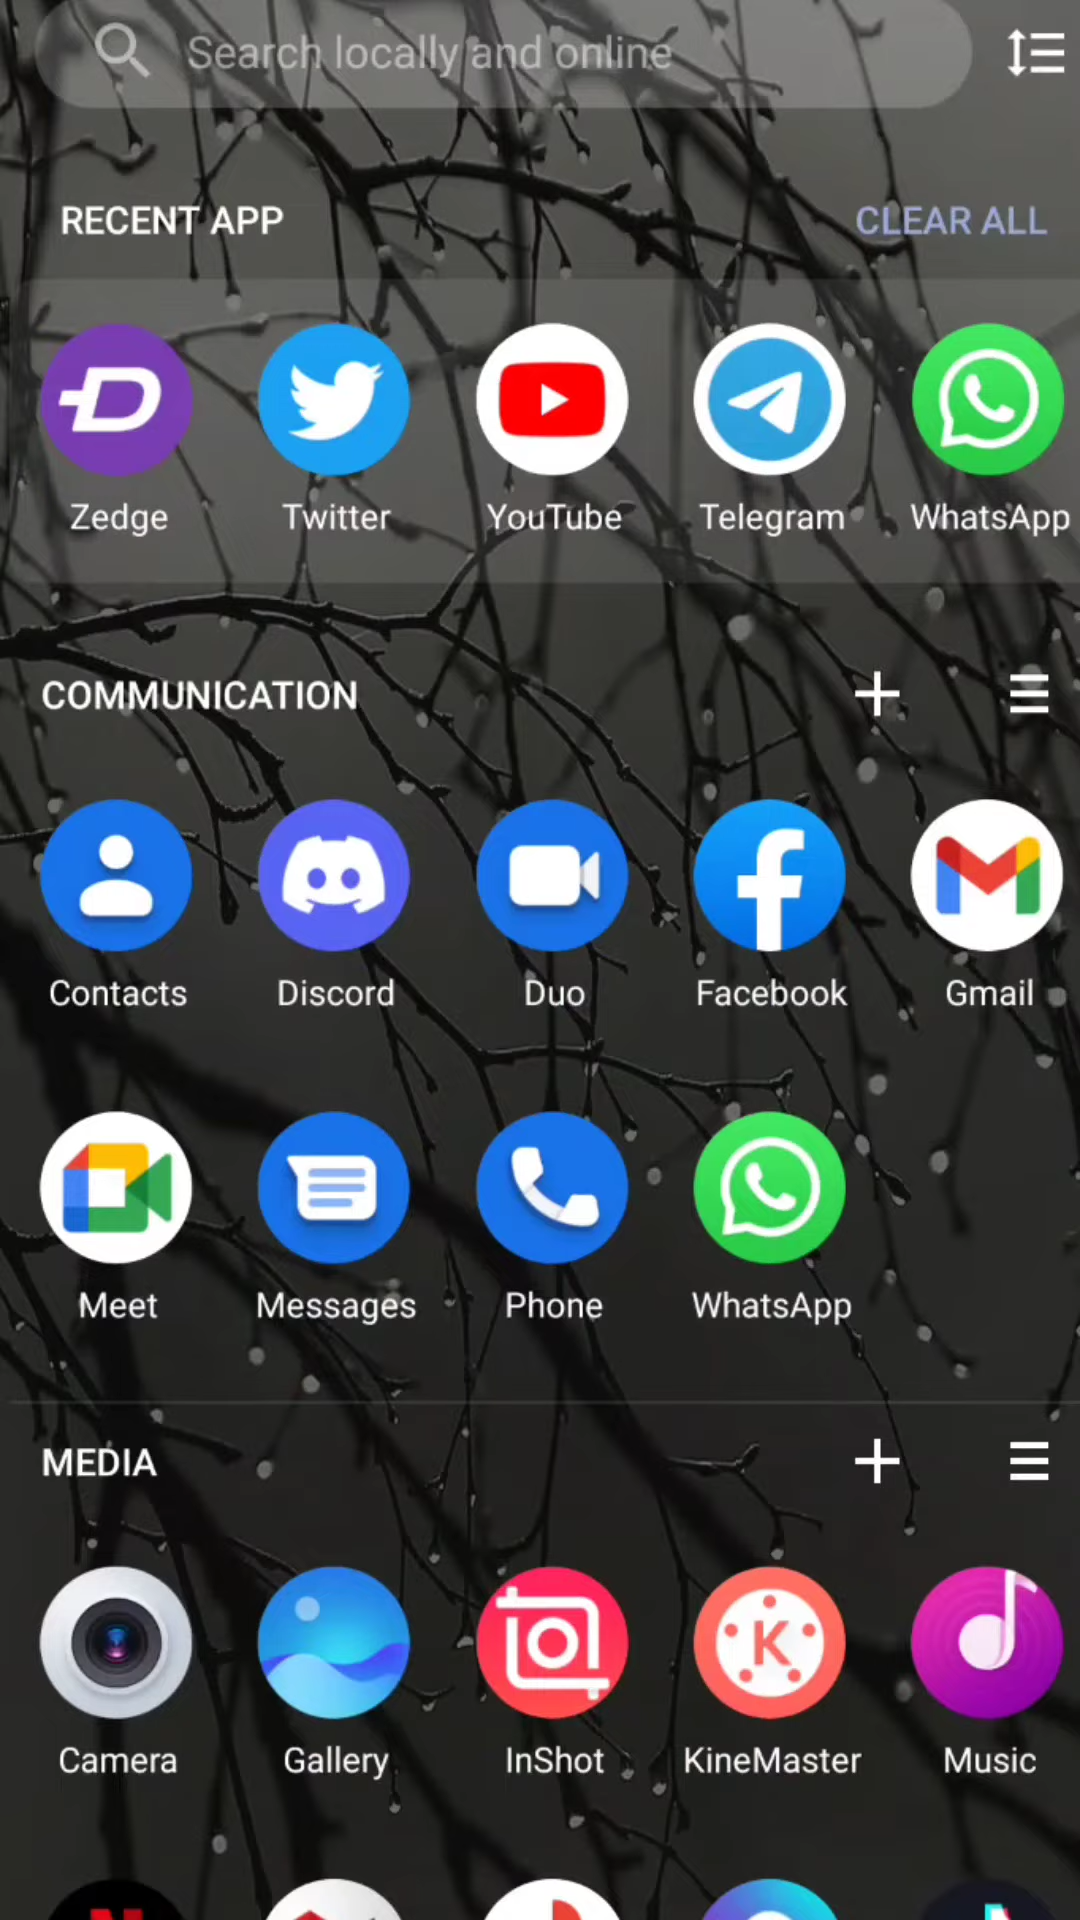 Search locally and online
RECENT APP CLEAR ALL
Zedge Twitter YouTube Telegram WhatsApp
COMMUNICATION
Contacts Discord Duo Facebook Gmail
Meet Messages Phone WhatsApp
MEDIA
K
Camera Gallery InShot KineMaster Music